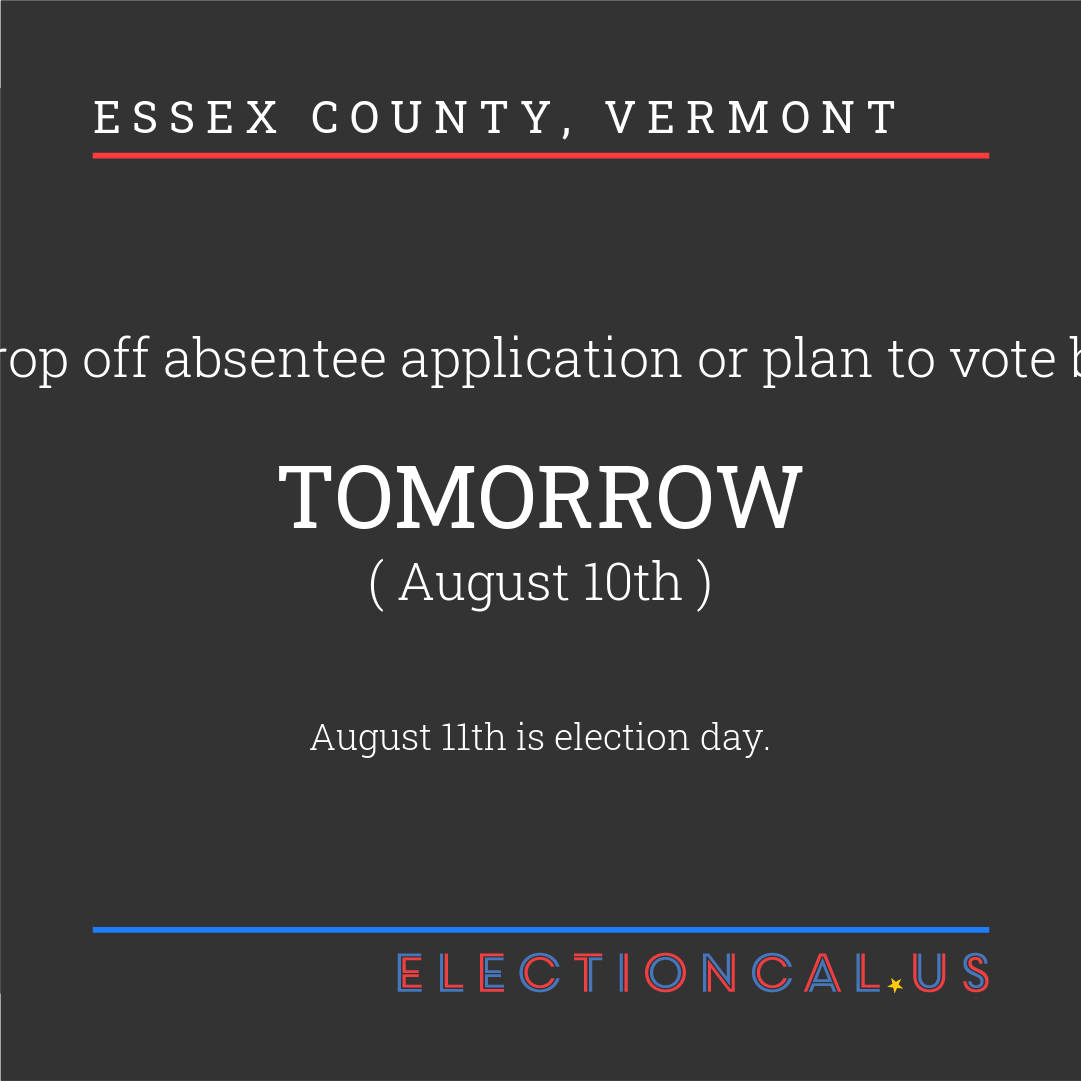 ESSEX COUNTY, VERMONT
rop off absentee application or plan to vote b
TOMORROW
( August 10th )
August 11th is election day.
ELECTIONCAL.US